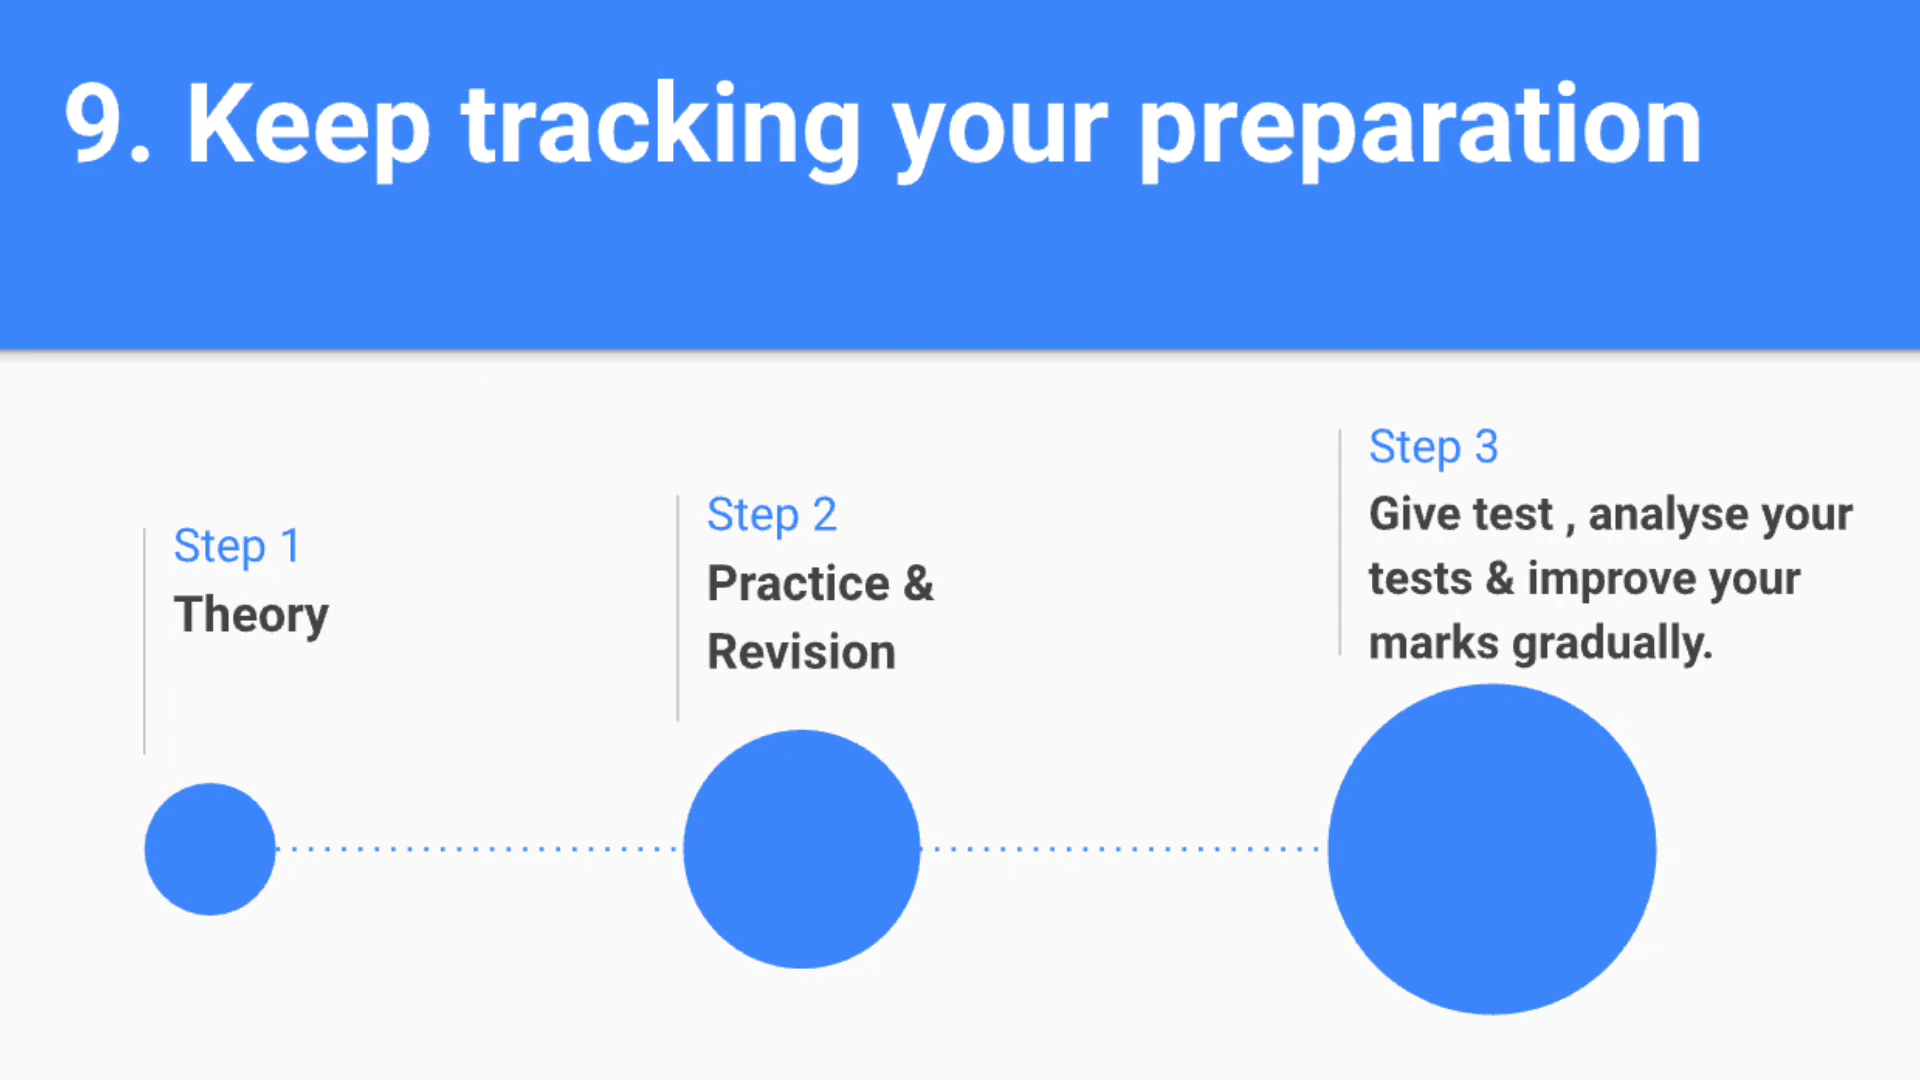 9. Keep tracking your preparation
Step 1
Theory
Step 2
Practice &
Revision
Step 3
Give test , analyse your
tests & improve your
marks gradually.